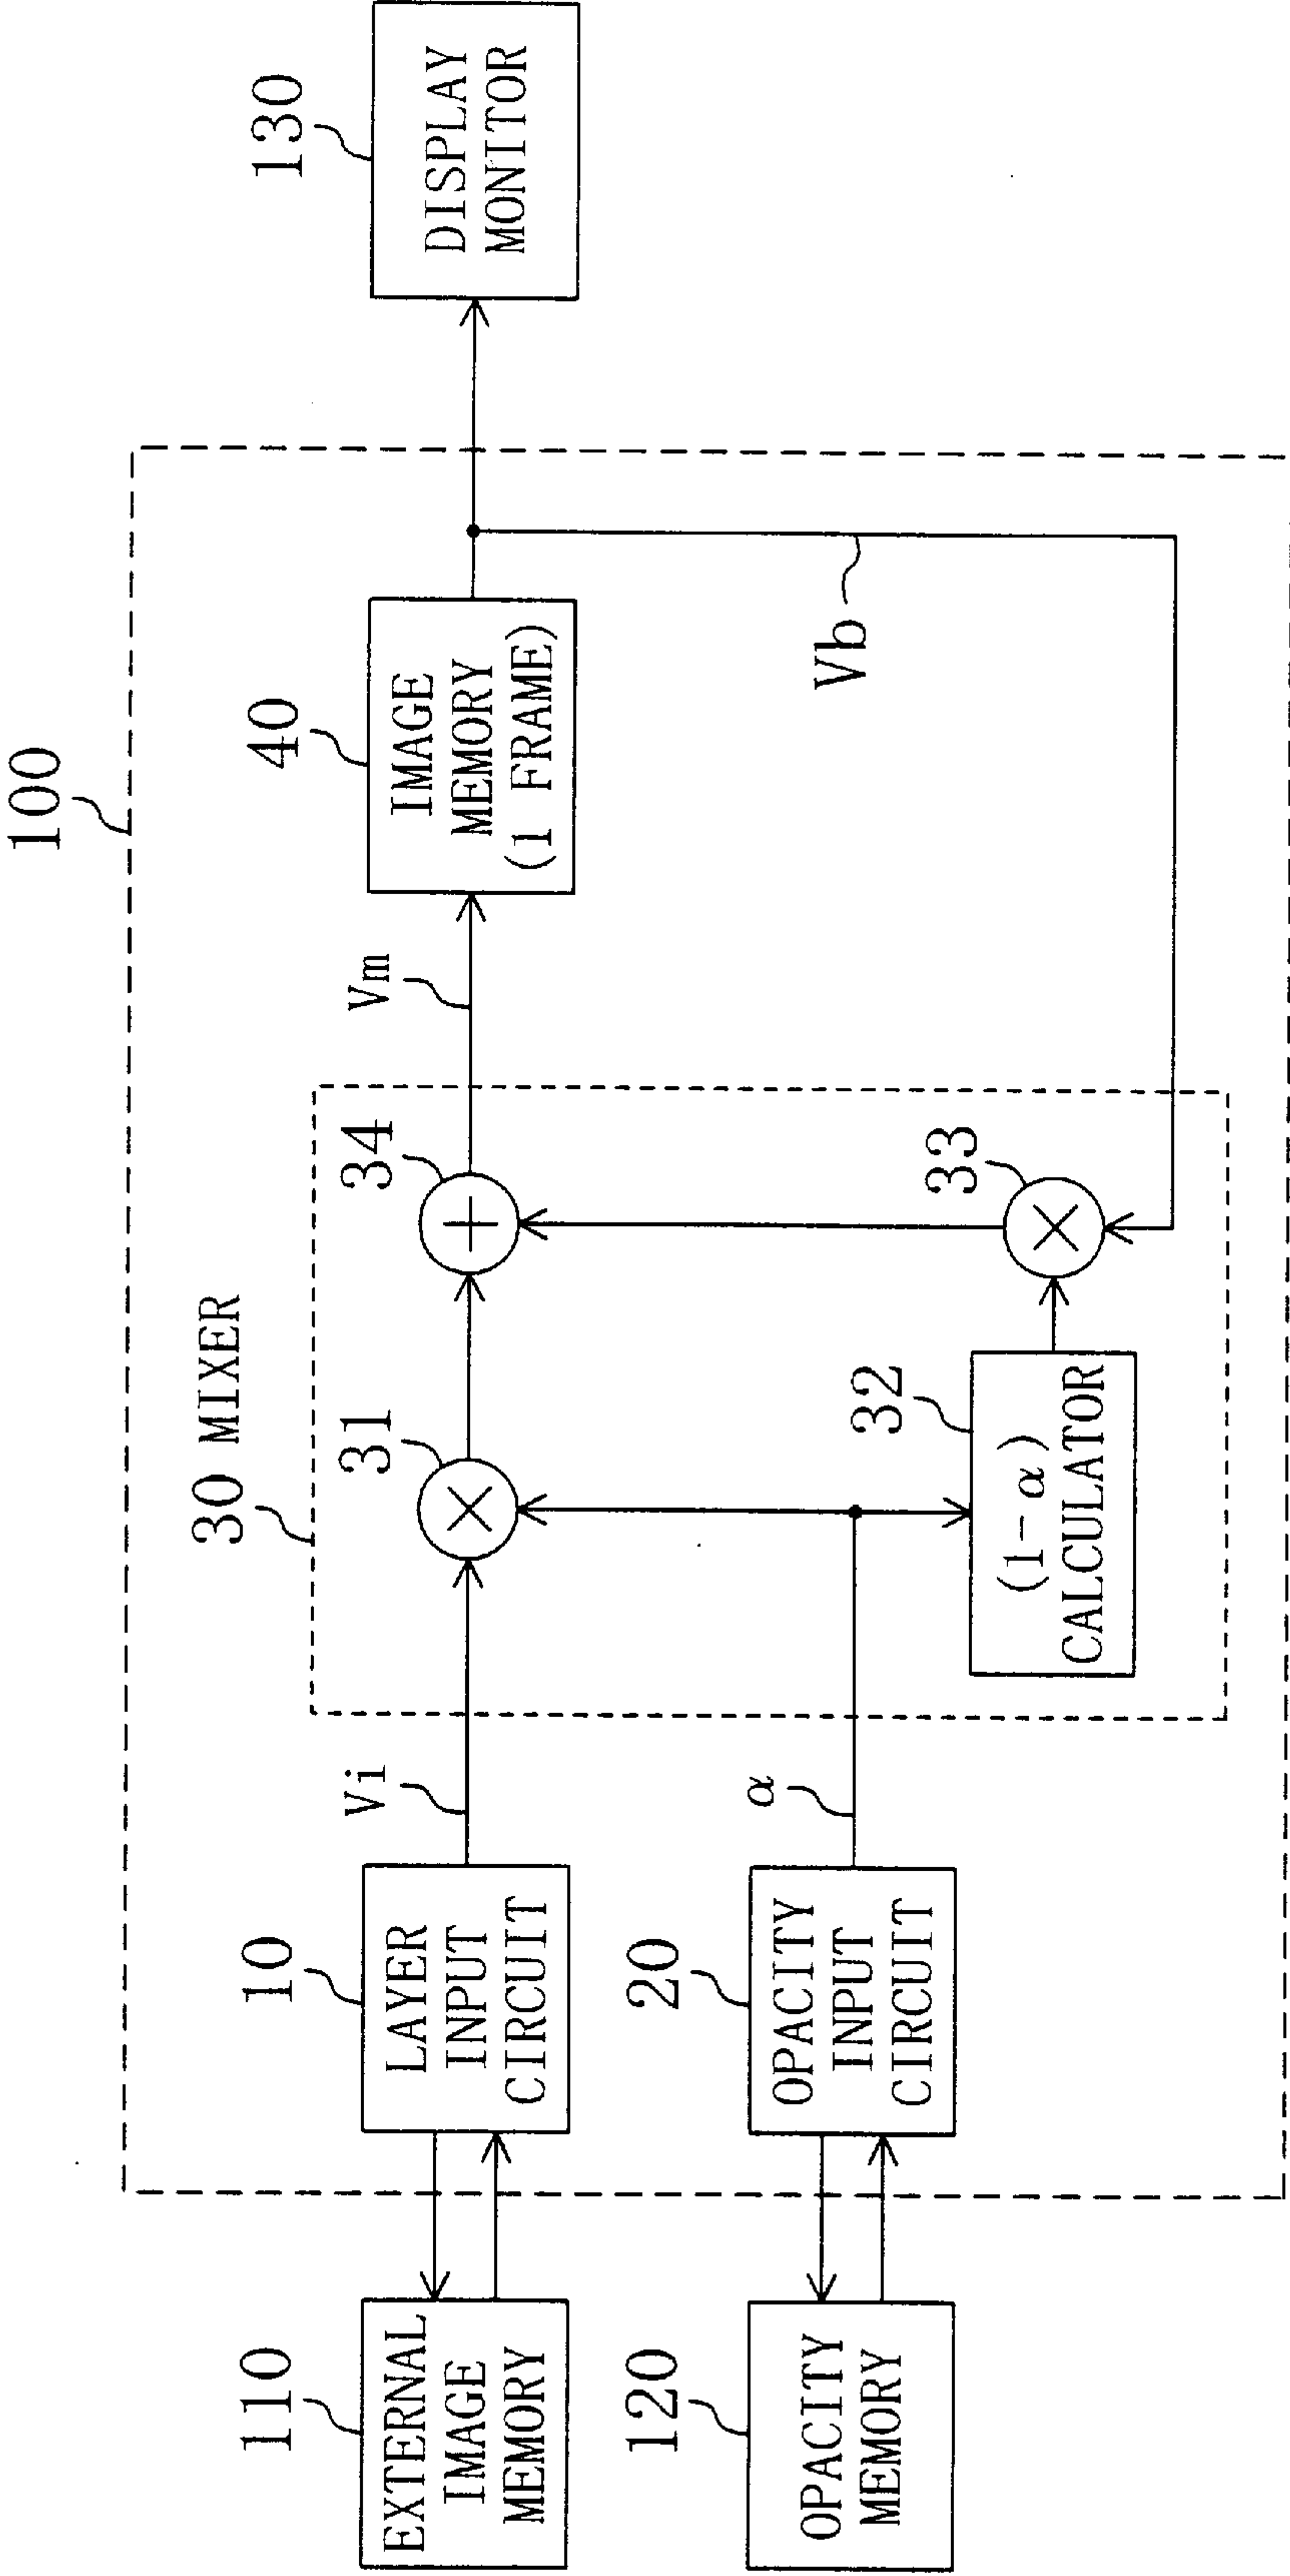 100
110
EXTERNAL
IMAGE
MEMORY
10
LAYER
INPUT
CIRCUIT
Vi
30 MIXER
31
34
Vm
40
IMAGE
MEMORY
(1 FRAME)
130
DISPLAY
MONITOR
120
OPACITY
MEMORY
20
OPACITY
INPUT
CIRCUIT
α
32
(1-α)
CALCULATOR
33
Vb